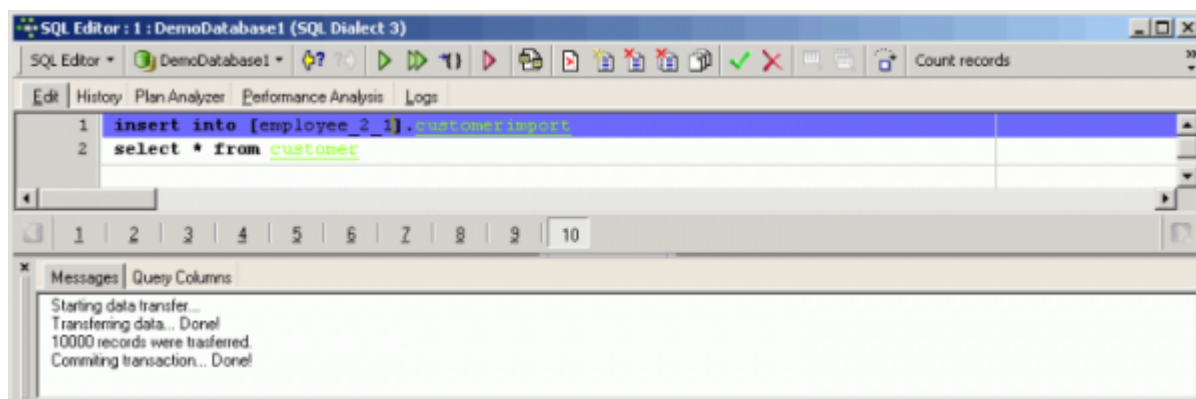 SQL Editor : 1 : DemoDatabase1 (SQL Dialect 3)
SQL Editor DemoDatabase1 Count records
Edit History Plan Analyzer Performance Analysis Logs
1 insert into [employee_2_1].customerimport
2 select * from customer
1 2 3 4 5 6 7 8 9 10
Messages Query Columns
Starting data transfer...
Transferring data... Done!
10000 records were trasferred.
Commiting transaction... Done!